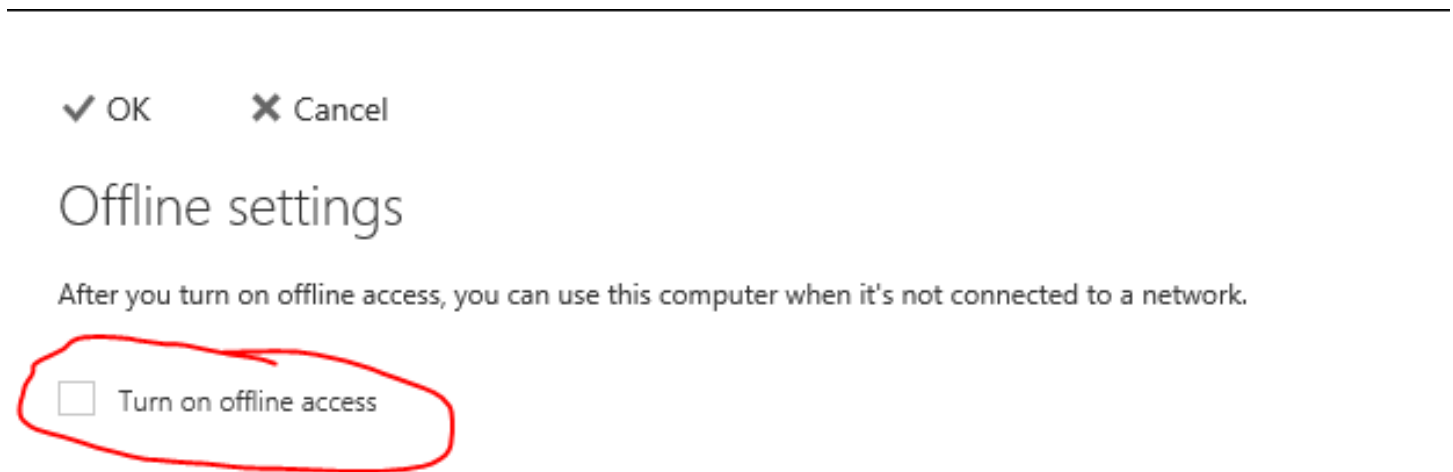 OK Cancel
Offline settings
After you turn on offline access, you can use this computer when it's not connected to a network.
Turn on offline access